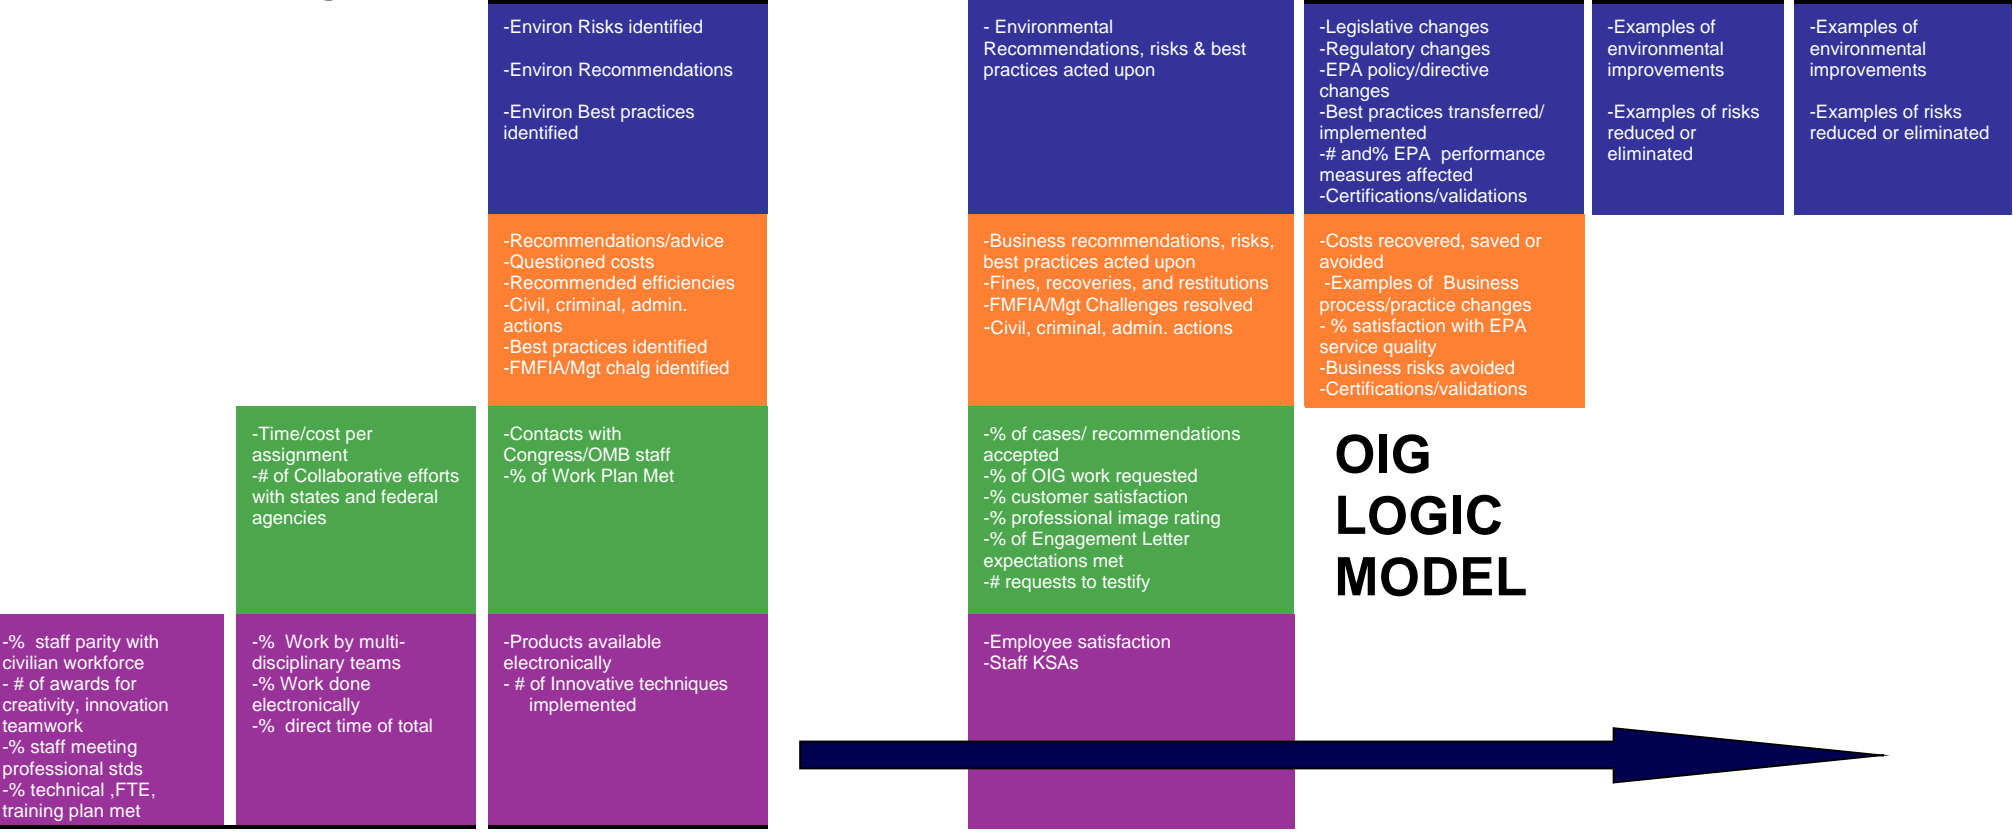 -Environ Risks identified
-Environ Recommendations
-Environ Best practices
identified
- Environmental
Recommendations, risks & best
practices acted upon
-Legislative changes
-Regulatory changes
-EPA policy/directive
changes
-Best practices transferred/
implemented
-# and% EPA  performance
measures affected
-Certifications/validations
-Examples of
environmental
improvements
-Examples of risks
reduced or
eliminated
-Examples of
environmental
improvements
-Examples of risks
reduced or eliminated
-Recommendations/advice
-Questioned costs
-Recommended efficiencies
-Civil, criminal, admin.
actions
-Best practices identified
-FMFIA/Mgt chalg identified
-Business recommendations, risks,
best practices acted upon
-Fines, recoveries, and restitutions
-FMFIA/Mgt Challenges resolved
-Civil, criminal, admin. actions
-Costs recovered, saved or
avoided
-Examples of  Business
process/practice changes
- % satisfaction with EPA
service quality
-Business risks avoided
-Certifications/validations
-Time/cost per
assignment
-# of Collaborative efforts
with states and federal
agencies
-Contacts with
Congress/OMB staff
-% of Work Plan Met
-% of cases/ recommendations
accepted
-% of OIG work requested
-% customer satisfaction
-% professional image rating
-% of Engagement Letter
expectations met
-# requests to testify
OIG
LOGIC
MODEL
-%  staff parity with
civilian workforce
- # of awards for
creativity, innovation
teamwork
-% staff meeting
professional stds
-% technical ,FTE,
training plan met
-%  Work by multi-
disciplinary teams
-% Work done
electronically
-%  direct time of total
-Products available
electronically
- # of Innovative techniques
implemented
-Employee satisfaction
-Staff KSAs